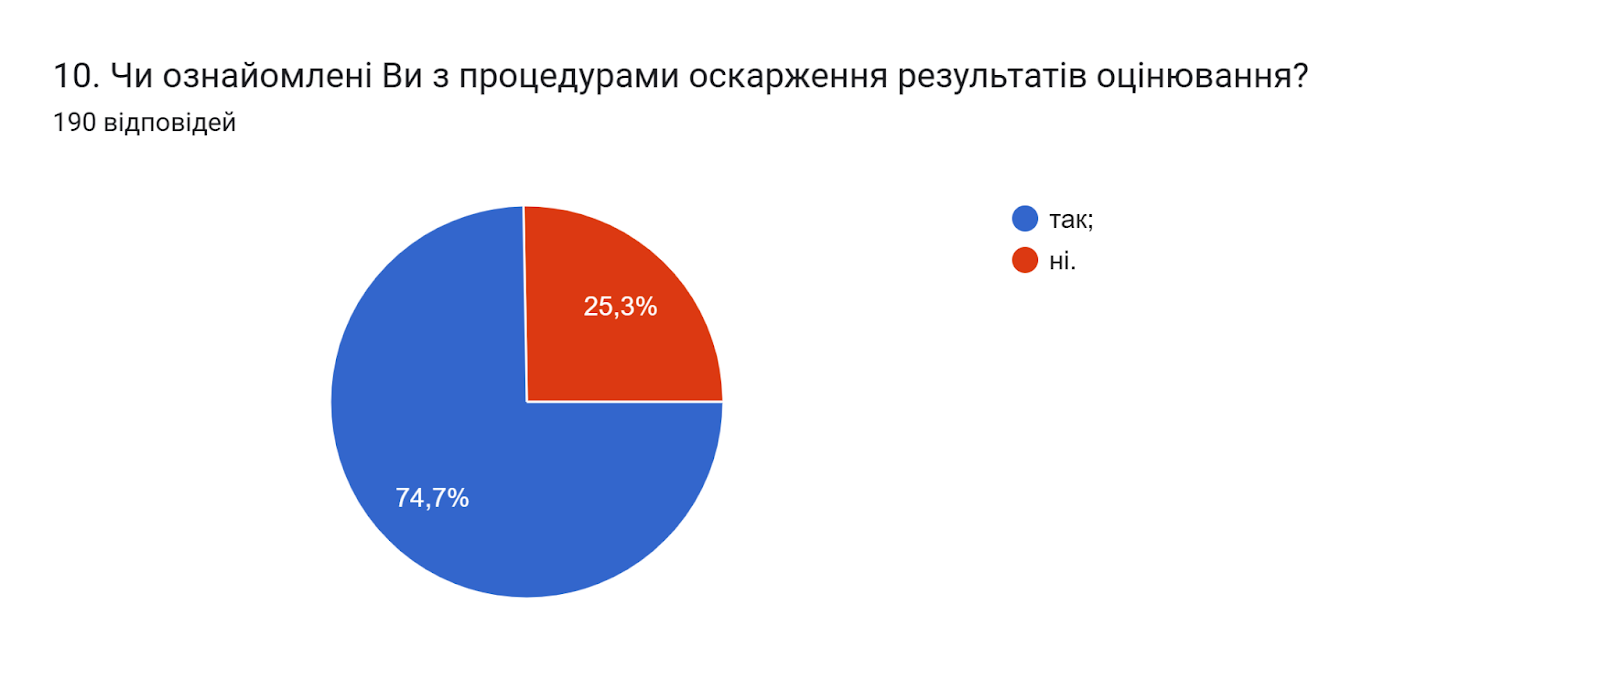 10. Чи ознайомлені Ви з процедурами оскарження результатів оцінювання?
190 відповідей
так;
ні.
25,3%
74,7%